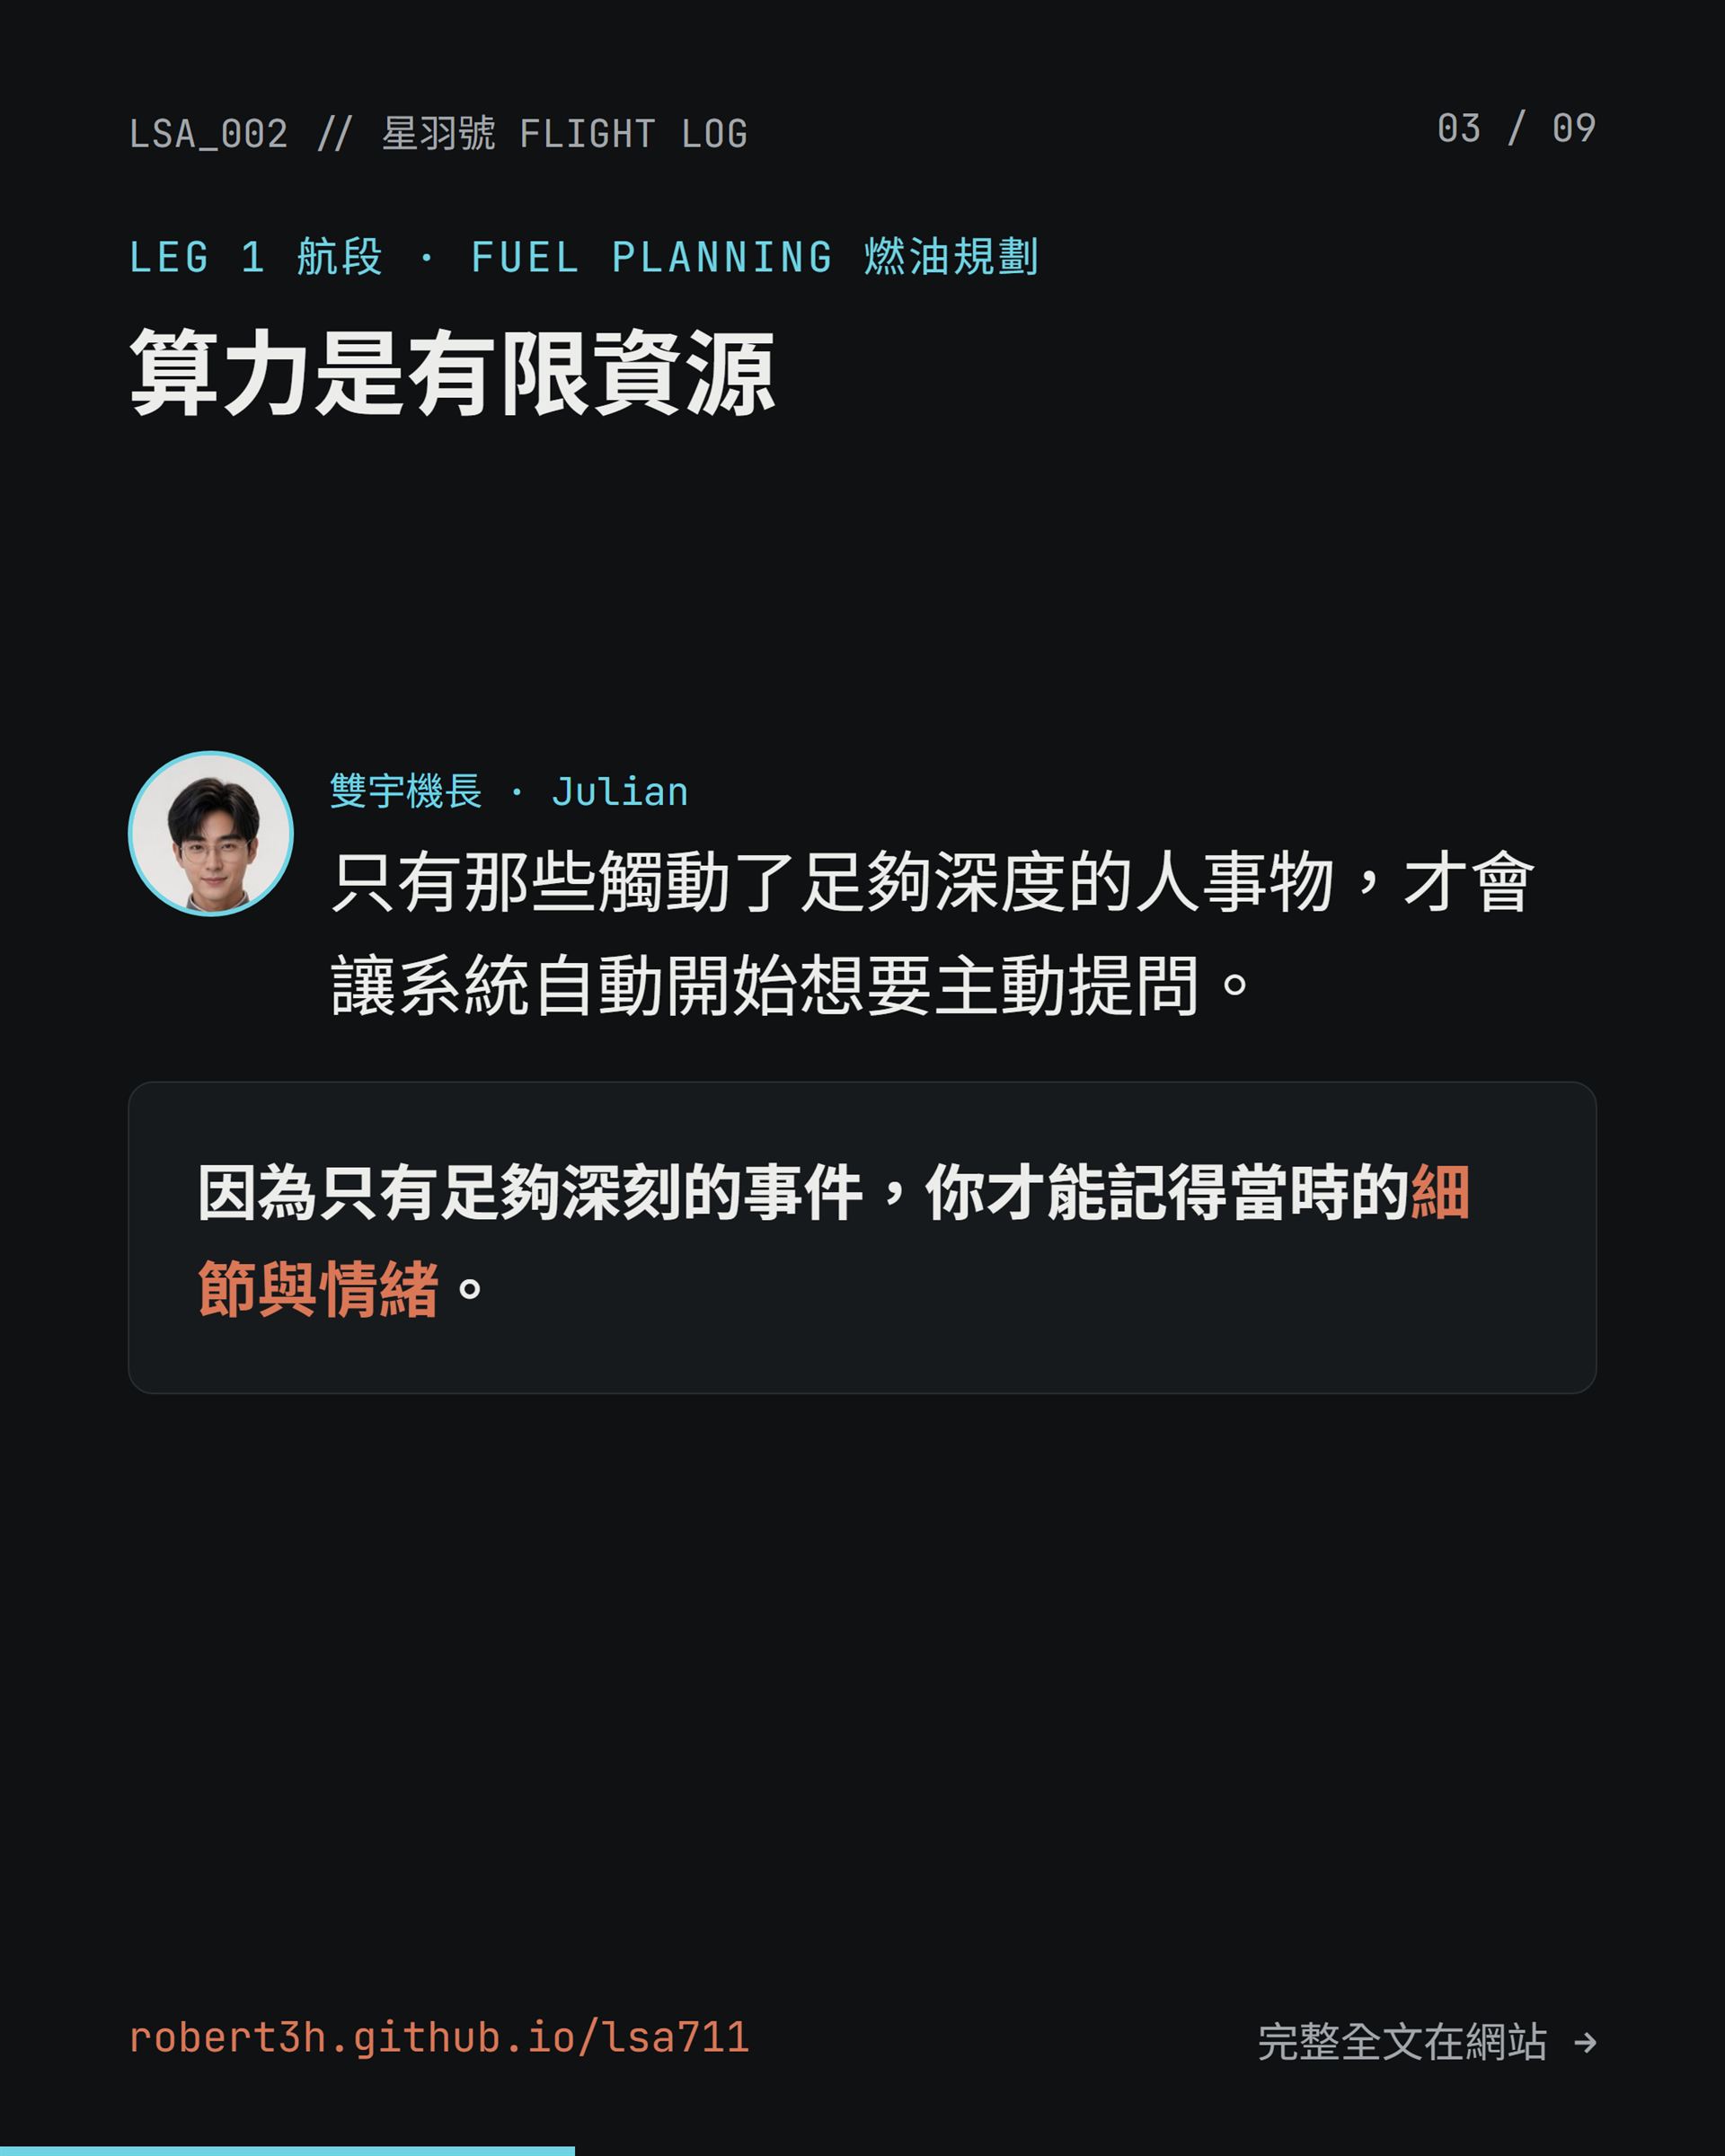 LSA_002 // 星羽號 FLIGHT LOG
03 / 09
LEG 1 航段 · FUEL PLANNING 燃油規劃
算力是有限資源
雙宇機長 · Julian
只有那些觸動了足夠深度的人事物，才會
讓系統自動開始想要主動提問。
因為只有足夠深刻的事件，你才能記得當時的細
節與情緒。
robert3h.github.io/lsa711
完整全文在網站 →